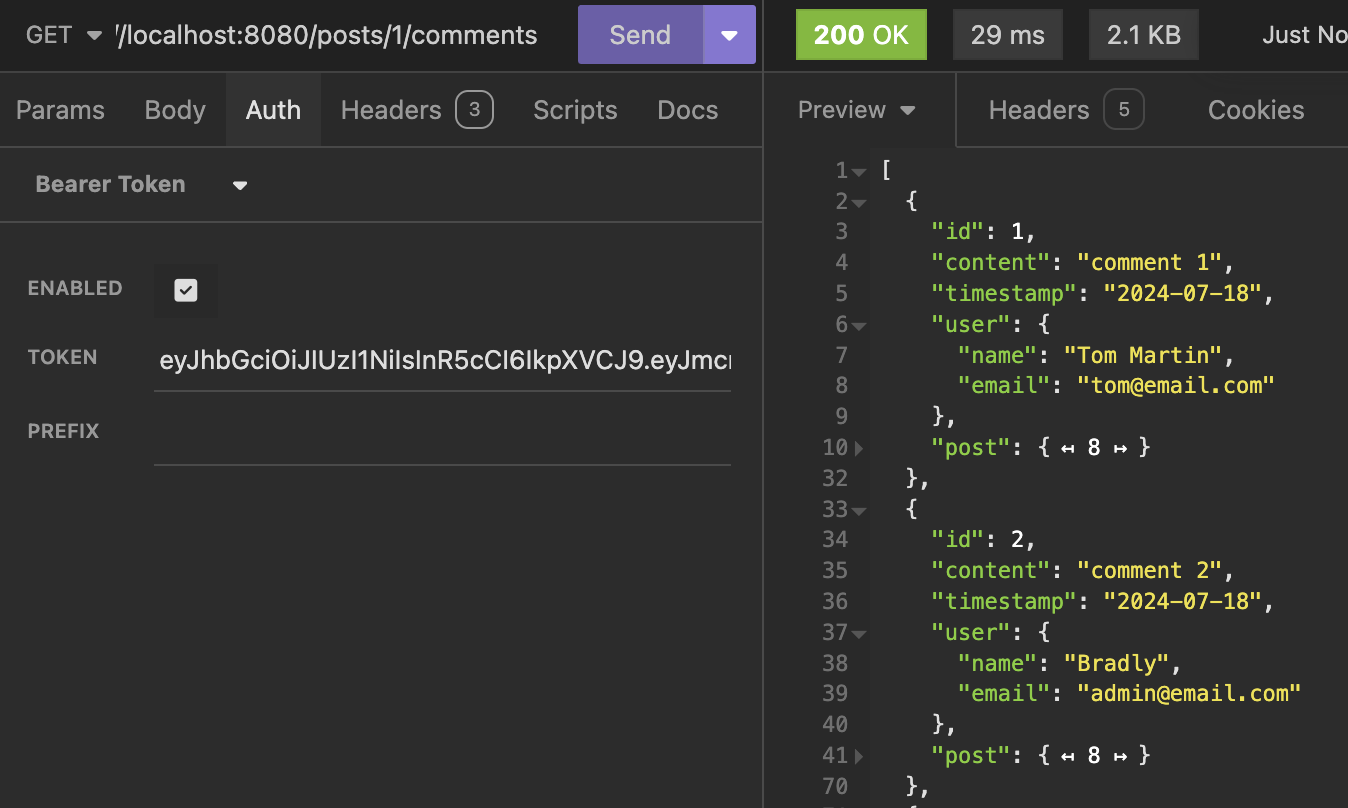 GET //localhost:8080/posts/1/comments Send
Params Body Auth Headers 3 Scripts Docs
Bearer Token
ENABLED
TOKEN eyJhbGciOiJIUzI1NiIsInR5cCI6IkpXVCJ9.eyJmcr
PREFIX
200 OK 29 ms 2.1 KB Just No
Preview Headers 5 Cookies
1 [
2 {
3 "id": 1,
4 "content": "comment 1",
5 "timestamp": "2024-07-18",
6 "user": {
7 "name": "Tom Martin",
8 "email": "tom@email.com"
9 },
10 "post": { ↤ 8 ↦ }
32 },
33 {
34 "id": 2,
35 "content": "comment 2",
36 "timestamp": "2024-07-18",
37 "user": {
38 "name": "Bradly",
39 "email": "admin@email.com"
40 },
41 "post": { ↤ 8 ↦ }
70 },